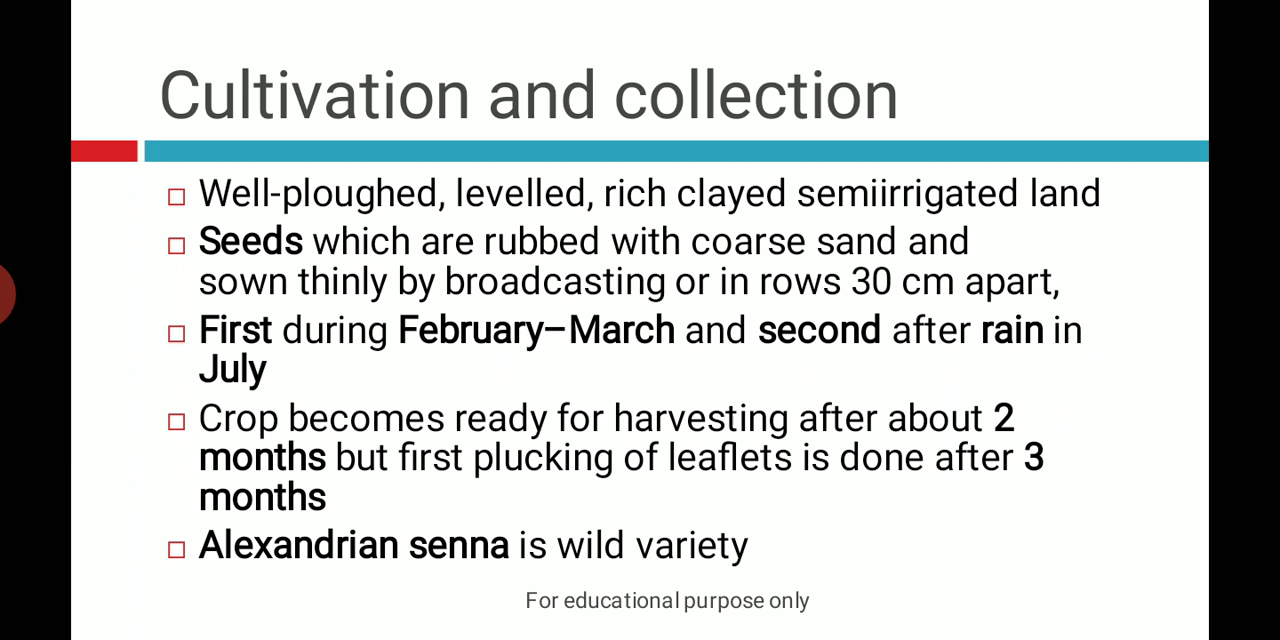 Cultivation and collection
Well-ploughed, levelled, rich clayed semiirrigated land
Seeds which are rubbed with coarse sand and
sown thinly by broadcasting or in rows 30 cm apart,
First during February–March and second after rain in
July
Crop becomes ready for harvesting after about 2
months but first plucking of leaflets is done after 3
months
Alexandrian senna is wild variety
For educational purpose only